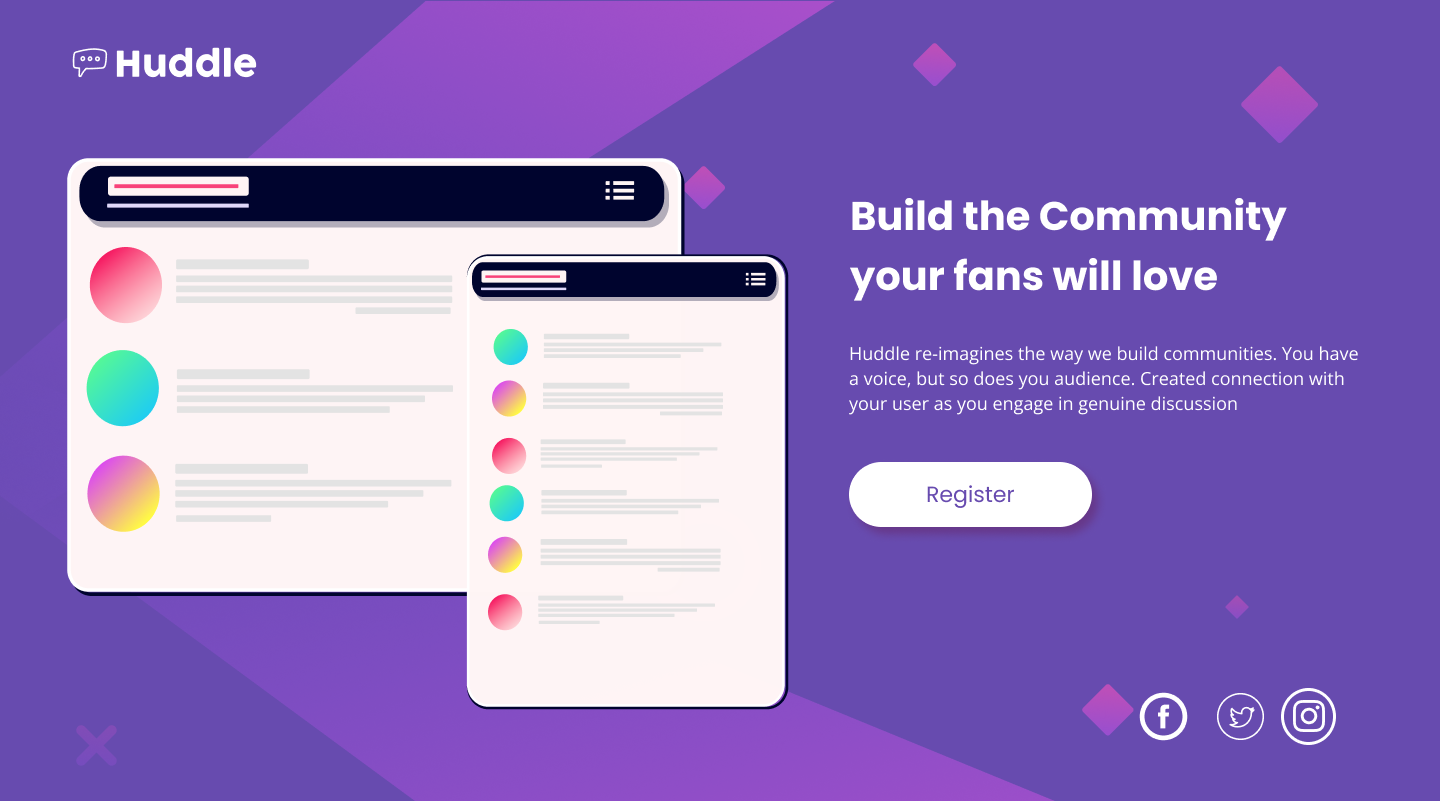 Huddle
Build the Community
your fans will love
Huddle re-imagines the way we build communities. You have
a voice, but so does you audience. Created connection with
your user as you engage in genuine discussion
Register